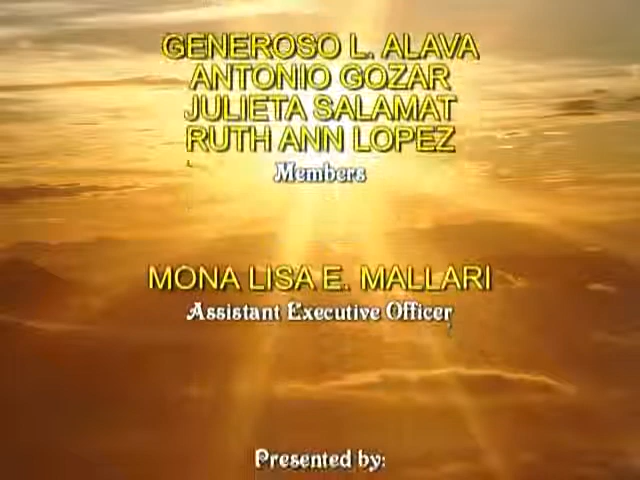 GENEROSO L. ALAVA
ANTONIO GOZAR
JULIETA SALAMAT
RUTH ANN LOPEZ
Members
MONA LISA E. MALLARI
Assistant Executive Officer
Presented by: